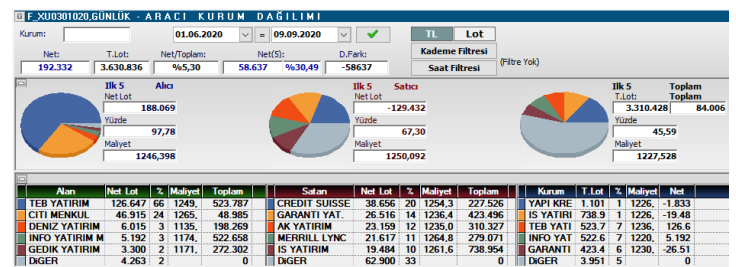 F_XU0301020,GÜNLÜK - ARACI KURUM DAĞILIMI
Kurum: 01.06.2020 = 09.09.2020 TL Lot
Net: T.Lot: Net/Toplam: Net(5): D.Fark: Kademe Filtresi
192.332 3.630.836 %5,30 58.637 %30,49 -58637 Saat Filtresi (Filtre Yok)
İlk 5 Alıcı İlk 5 Satıcı İlk 5 Toplam
Net Lot Net Lot T.Lot: Toplam
188.069 -129.432 3.310.428 84.006
Yüzde Yüzde Yüzde
97,78 67,30 45,59
Maliyet Maliyet Maliyet
1246,398 1250,092 1227,528
Alan Net Lot % Maliyet Toplam Satan Net Lot % Maliyet Toplam Kurum T.Lot % Maliyet Net
TEB YATIRIM 126.647 66 1249, 523.787 CREDIT SUISSE 38.656 20 1254,3 227.526 YAPI KRE 1.101 1 1226, -1.833
CITI MENKUL 46.915 24 1265, 48.985 GARANTI YAT. 26.516 14 1236,4 423.496 IS YATIRI 738.9 1 1226, -19.48
DENIZ YATIRIM 6.015 3 1135, 198.269 AK YATIRIM 23.159 12 1235,0 310.327 TEB YATI 523.7 7 1236, 126.6
INFO YATIRIM M 5.192 3 1174, 522.658 MERRILL LYNC 21.617 11 1264,8 279.071 INFO YAT 522.6 7 1220, 5.192
GEDIK YATIRIM 3.300 2 1171, 272.302 IS YATIRIM 19.484 10 1261,6 738.954 GARANTI 423.4 6 1230, -26.51
DiGER 4.263 2 0 DiGER 62.900 33 0 DiGER 3.951 5 0